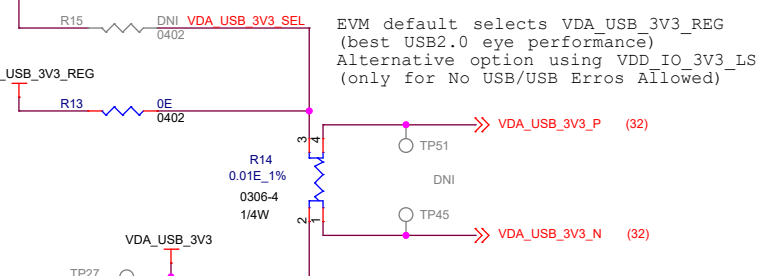 R15 DNI VDA_USB_3V3_SEL
0402
EVM default selects VDA_USB_3V3_REG
(best USB2.0 eye performance)
Alternative option using VDD_IO_3V3_LS
(only for No USB/USB Erros Allowed)
_USB_3V3_REG
R13 0E
0402
3 4
VDA_USB_3V3_P (32)
TP51
R14
0.01E_1%
DNI
0306-4
1/4W
2 1
TP45
VDA_USB_3V3_N (32)
VDA_USB_3V3
TP27